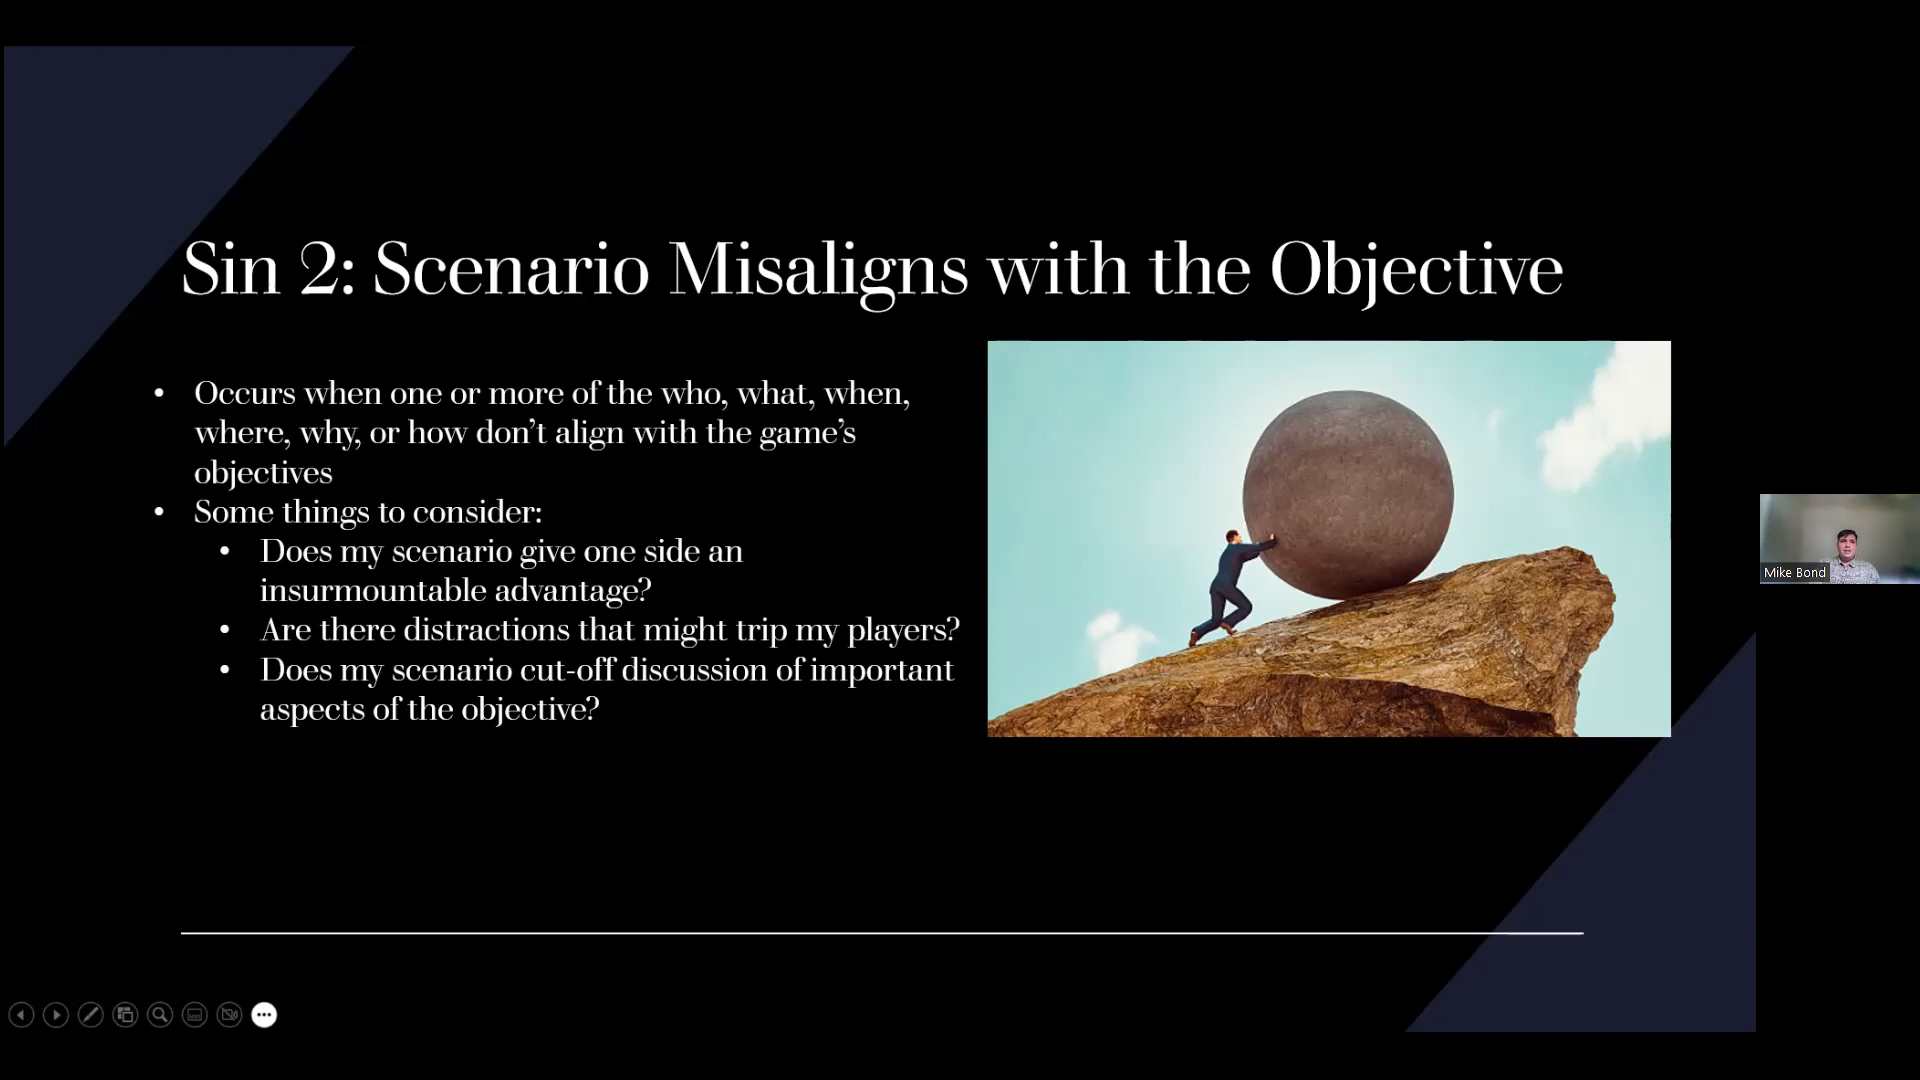 Sin 2: Scenario Misaligns with the Objective
• Occurs when one or more of the who, what, when,
where, why, or how don’t align with the game’s
objectives
• Some things to consider:
• Does my scenario give one side an
insurmountable advantage?
• Are there distractions that might trip my players?
• Does my scenario cut-off discussion of important
aspects of the objective?
Mike Bond